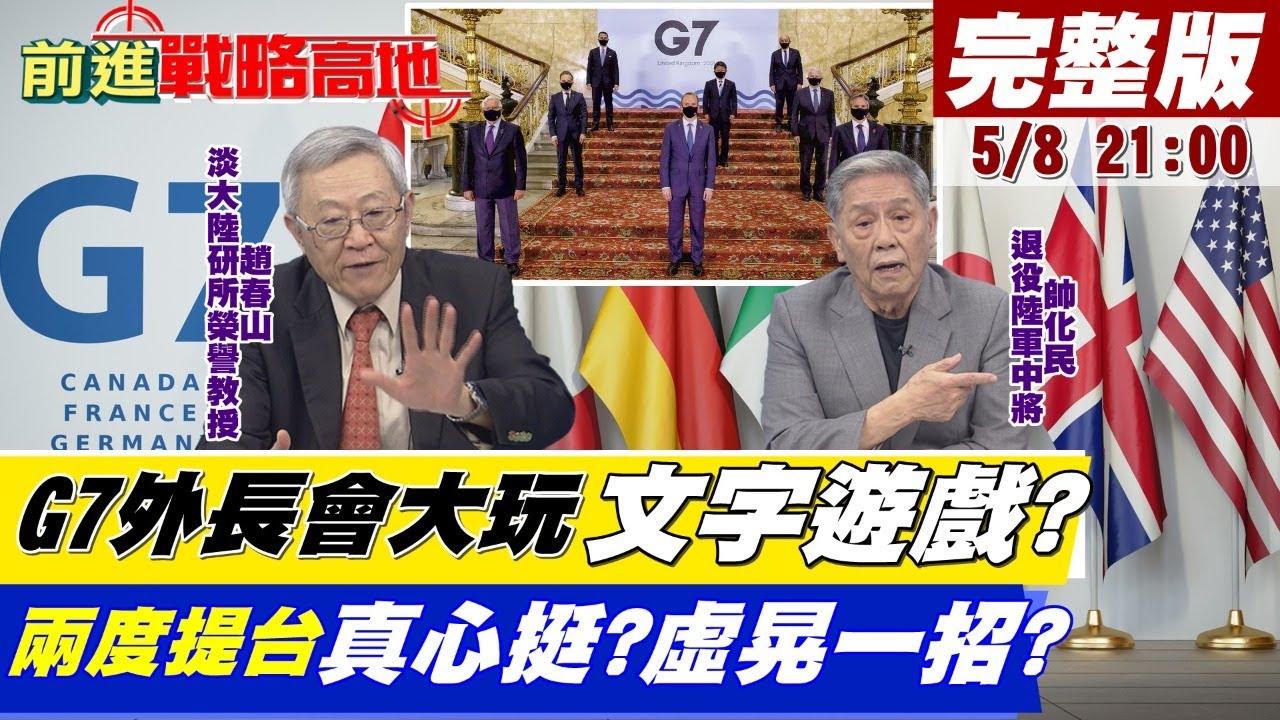 前進戰略高地
G7
United Kingdom
完整版
5/8 21:00
G7
CANADA
FRANCE
GERMAN
淡大陸研所榮譽教授
趙春山
退役陸軍中將
帥化民
G7外長會大玩文字遊戲?
兩度提台真心挺?虛晃一招?